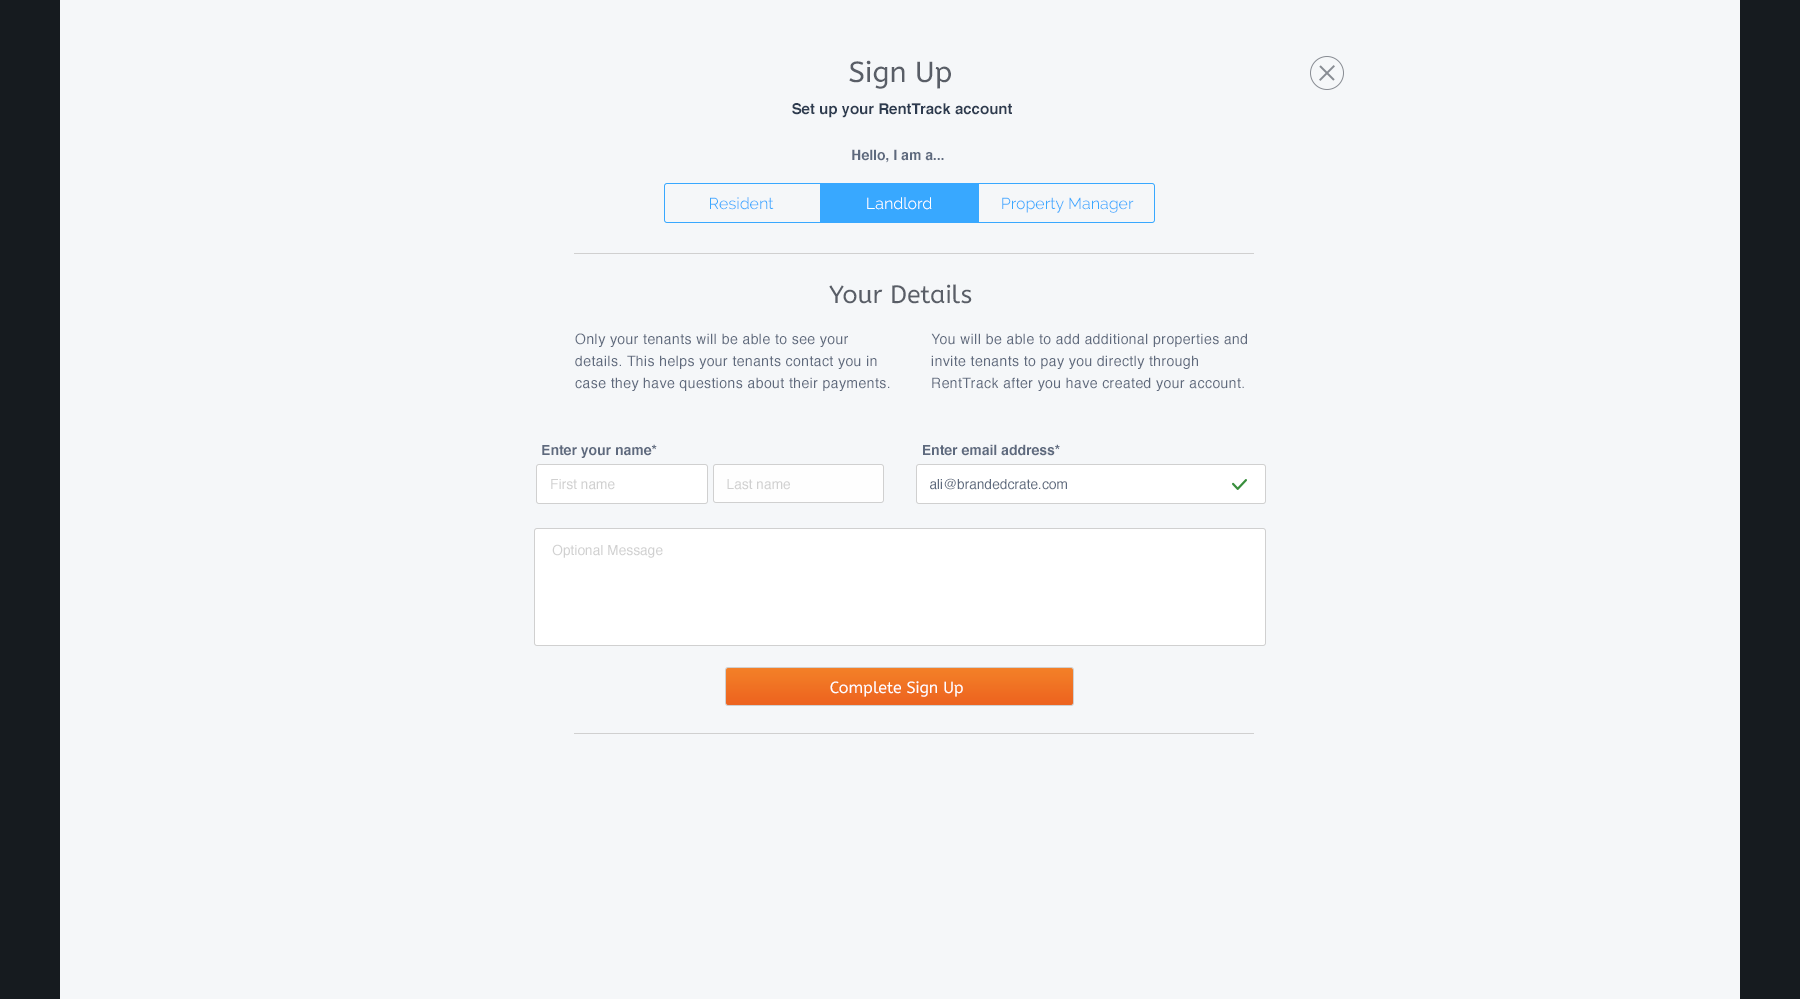 Sign Up
Set up your RentTrack account
Hello, I am a...
Resident
Landlord
Property Manager
Your Details
Only your tenants will be able to see your
details. This helps your tenants contact you in
case they have questions about their payments.
You will be able to add additional properties and
invite tenants to pay you directly through
RentTrack after you have created your account.
Enter your name*
First name
Last name
Enter email address*
ali@brandedcrate.com
Optional Message
Complete Sign Up